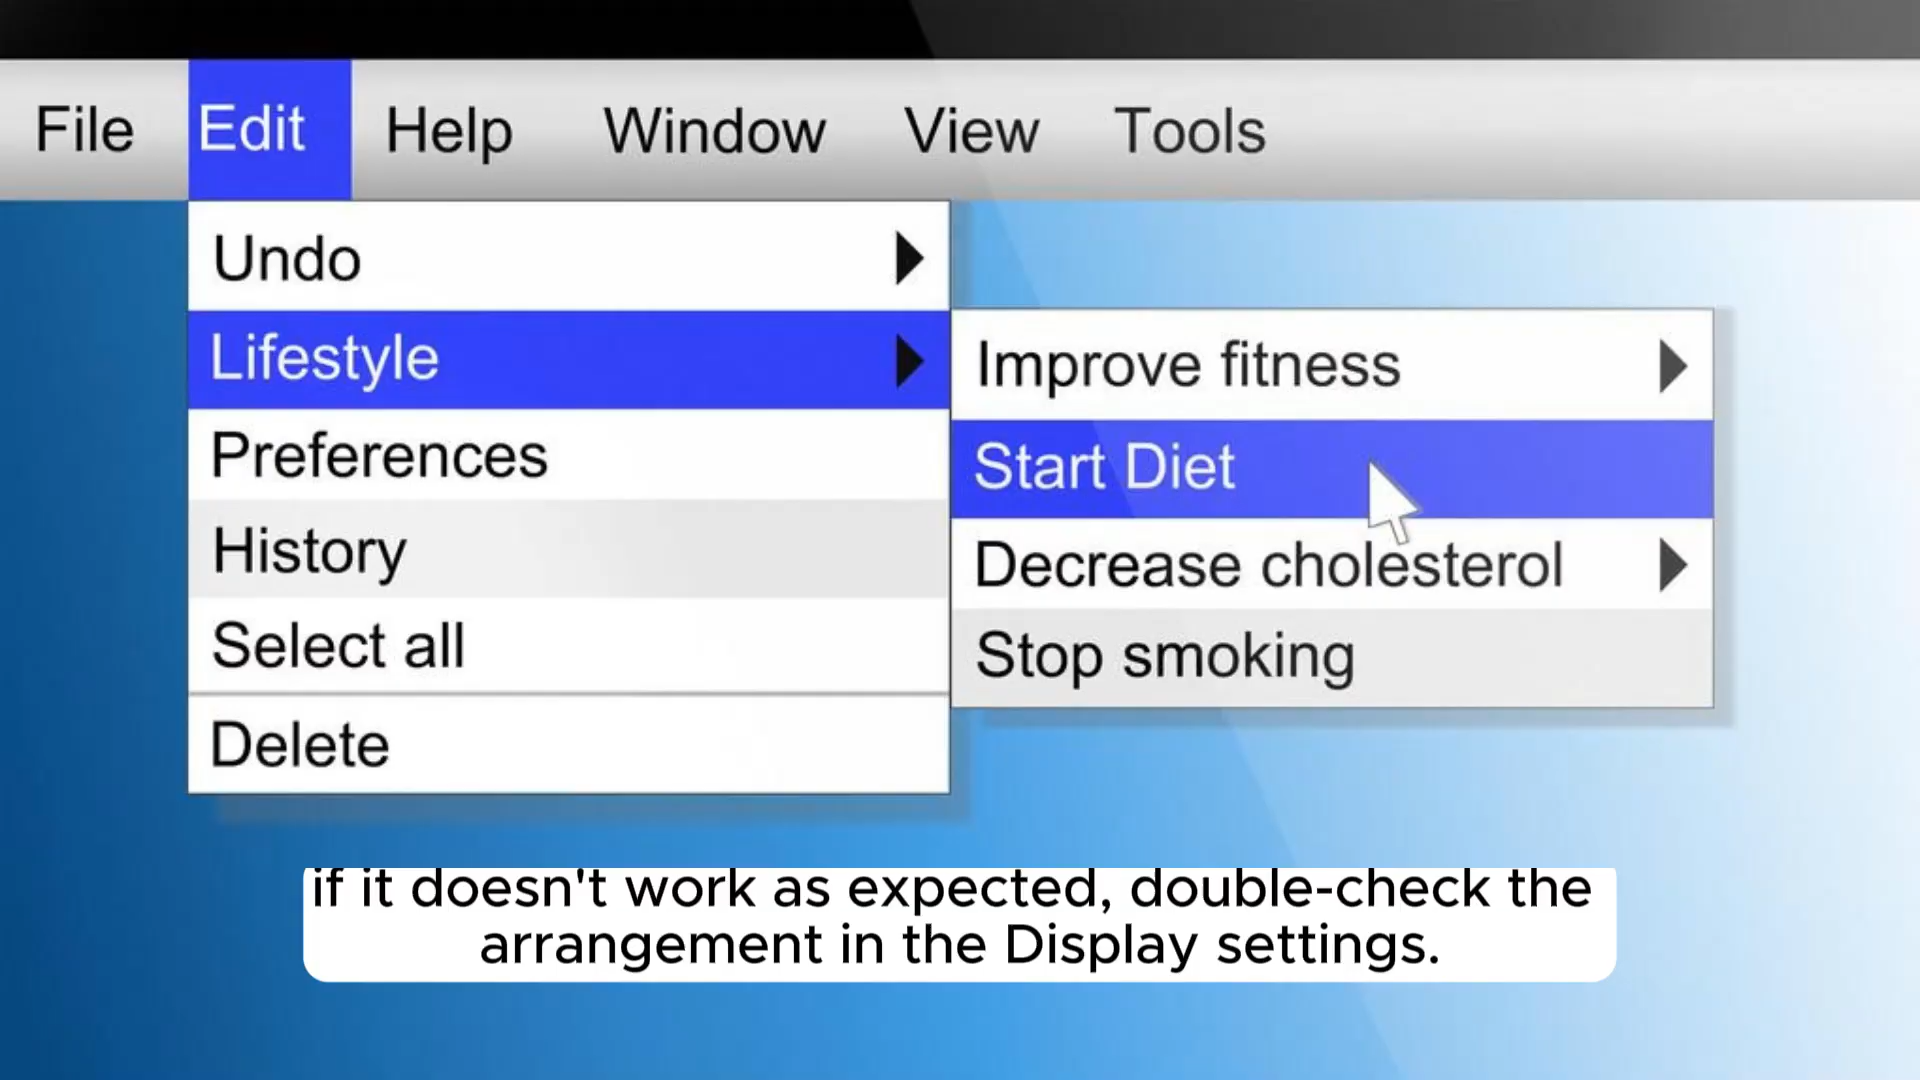 File Edit Help Window View Tools
Undo
Lifestyle
Preferences
History
Select all
Delete
Improve fitness
Start Diet
Decrease cholesterol
Stop smoking
if it doesn't work as expected, double-check the
arrangement in the Display settings.